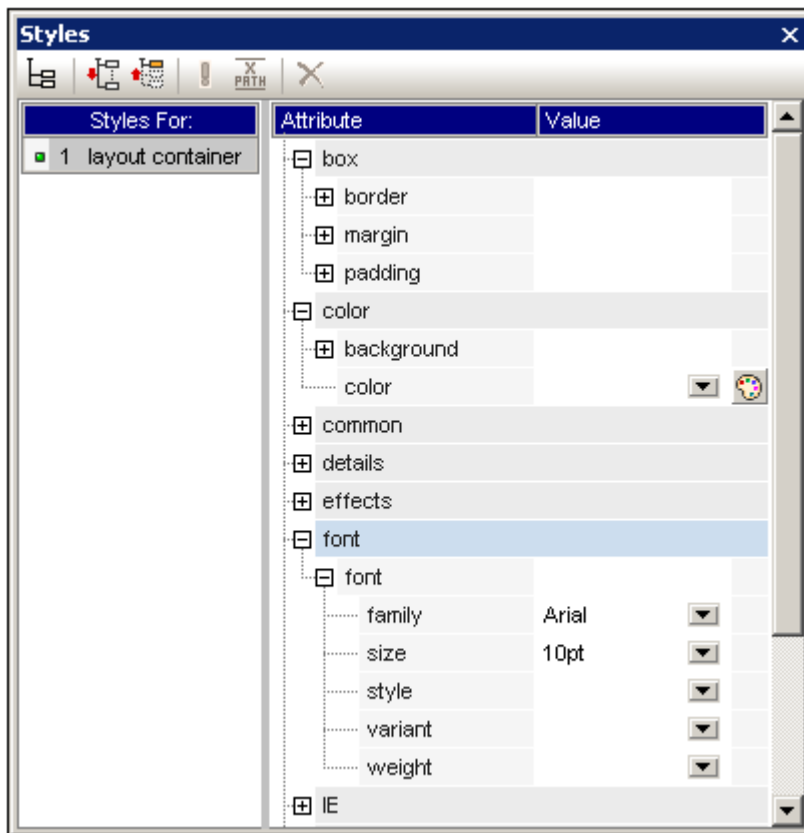 Styles
X
PATH
Styles For:
Attribute Value
1 layout container
box
border
margin
padding
color
background
color
common
details
effects
font
font
family Arial
size 10pt
style
variant
weight
IE